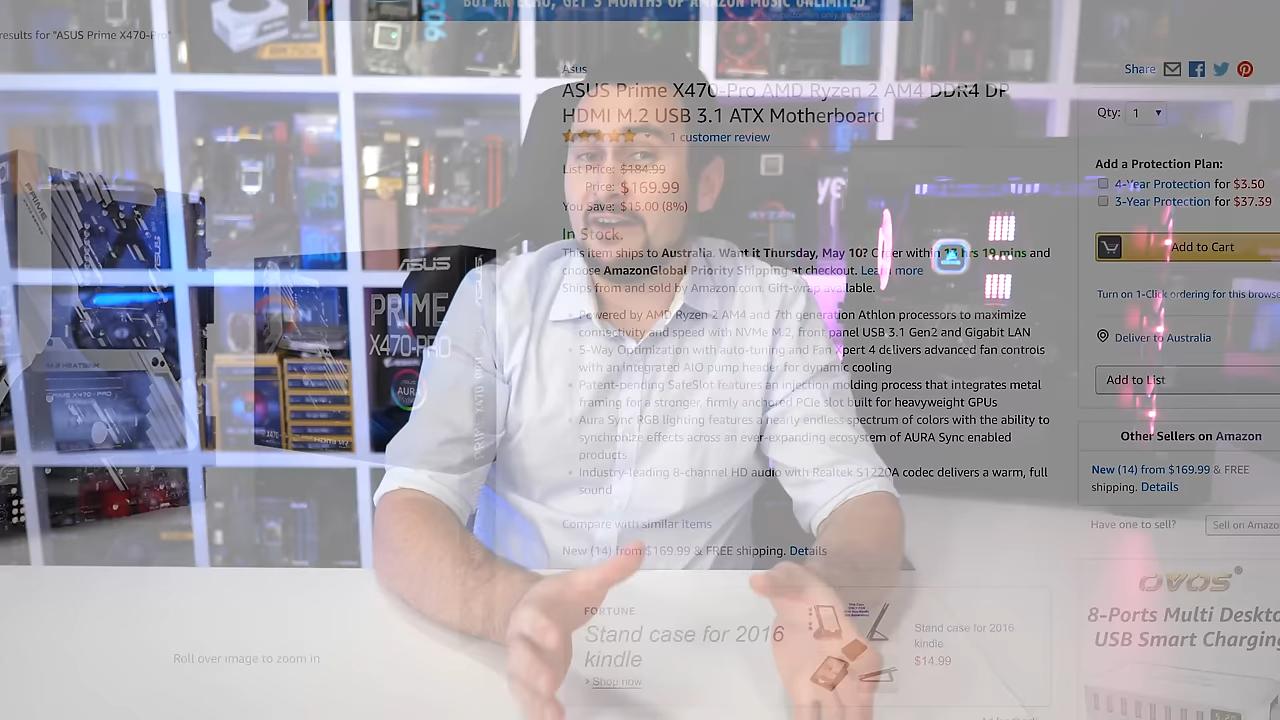 BUY AN ECHO, GET 3 MONTHS OF AMAZON MUSIC UNLIMITED
results for "ASUS Prime X470-Pro"
Asus
Share
ASUS Prime X470-Pro AMD Ryzen 2 AM4 DDR4 DP
HDMI M.2 USB 3.1 ATX Motherboard
Qty: 1
1 customer review
List Price: $184.99
Price: $169.99
You Save: $15.00 (8%)
In Stock.
This item ships to Australia. Want it Thursday, May 10? Order within 12 hrs 19 mins and
choose AmazonGlobal Priority Shipping at checkout. Learn more
Ships from and sold by Amazon.com. Gift-wrap available.
Powered by AMD Ryzen 2 AM4 and 7th generation Athlon processors to maximize
connectivity and speed with NVMe M.2, front panel USB 3.1 Gen2 and Gigabit LAN
5-Way Optimization with auto-tuning and Fan Xpert 4 delivers advanced fan controls
with an integrated AIO pump header for dynamic cooling
Patent-pending SafeSlot features an injection molding process that integrates metal
framing for a stronger, firmly anchored PCIe slot built for heavyweight GPUs
Aura Sync RGB lighting features a nearly endless spectrum of colors with the ability to
synchronize effects across an ever-expanding ecosystem of AURA Sync enabled
products
Industry-leading 8-channel HD audio with Realtek S1220A codec delivers a warm, full
sound
Compare with similar items
New (14) from $169.99 & FREE shipping. Details
Add a Protection Plan:
4-Year Protection for $3.50
3-Year Protection for $37.39
Add to Cart
Turn on 1-Click ordering for this browse
Deliver to Australia
Add to List
Other Sellers on Amazon
New (14) from $169.99 & FREE
shipping. Details
Have one to sell?
Sell on Amazo
ovos
8-Ports Multi Deskto
USB Smart Charging
FORTUNE
Stand case for 2016
kindle
Shop now
Stand case for 2016
kindle
$14.99
Roll over image to zoom in
ASUS
PRIME
X470-PRO
AURA
PRIME
PRIME X470-PRO